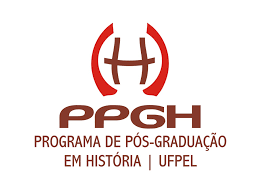 H
PPGH
PROGRAMA DE PÓS-GRADUAÇÃO
EM HISTÓRIA | UFPEL